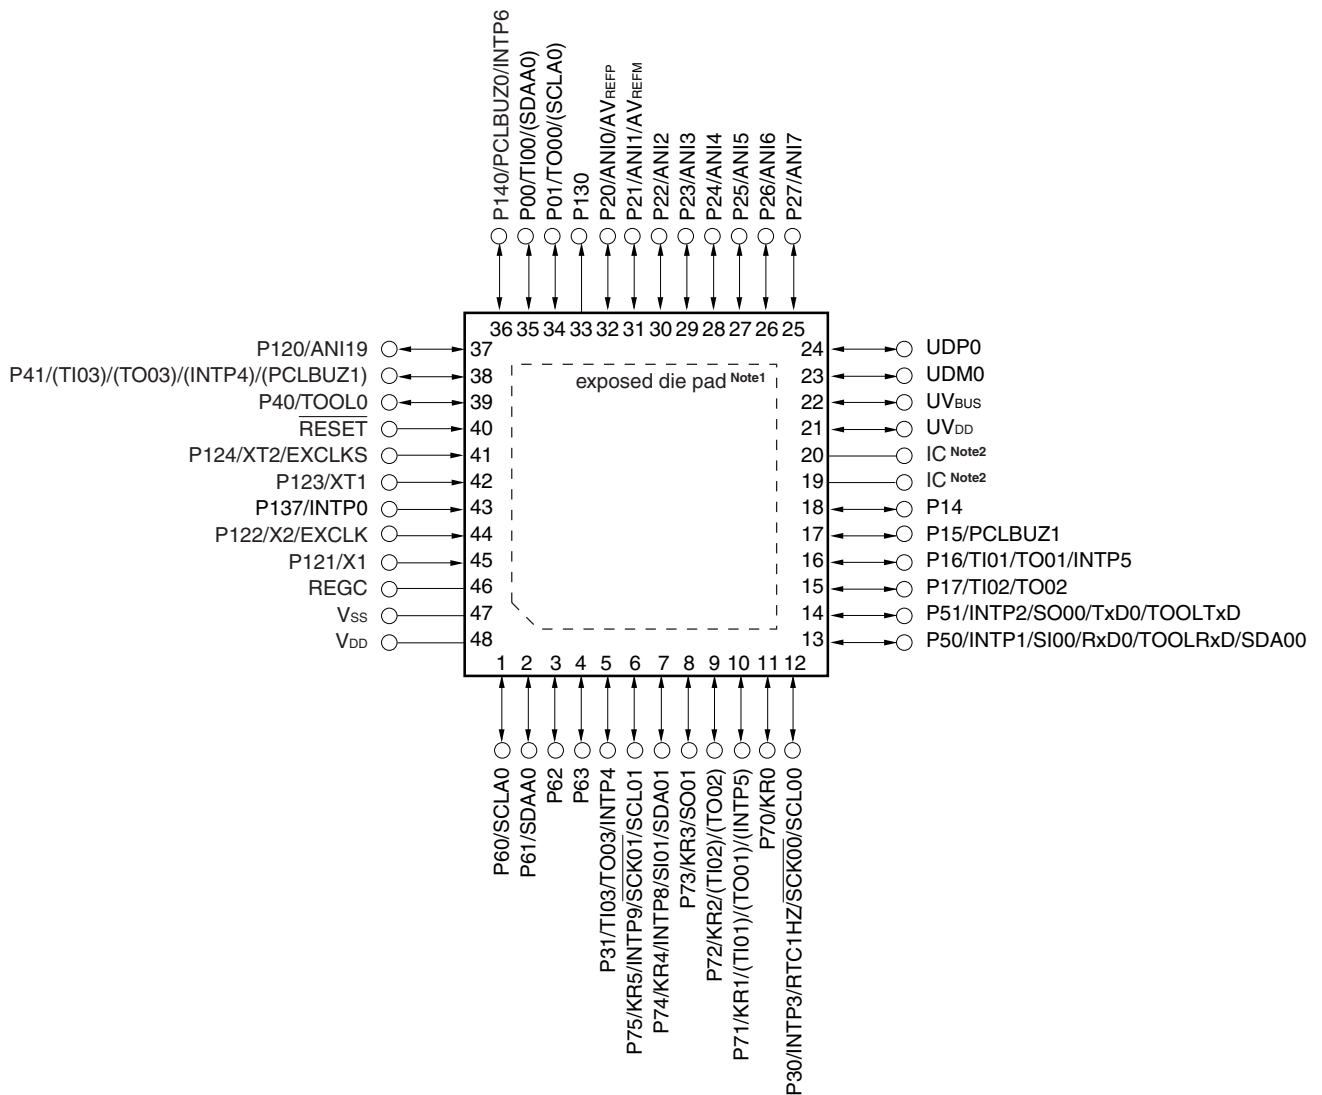 P140/PCLBUZ0/INTP6
P00/TI00/(SDAA0)
P01/TO00/(SCLA0)
P130
P20/ANI0/AVREFP
P21/ANI1/AVREFM
P22/ANI2
P23/ANI3
P24/ANI4
P25/ANI5
P26/ANI6
P27/ANI7
36 35 34 33 32 31 30 29 28 27 26 25
P120/ANI19 37
P41/(TI03)/(TO03)/(INTP4)/(PCLBUZ1) 38
P40/TOOL0 39
RESET 40
P124/XT2/EXCLKS 41
P123/XT1 42
P137/INTP0 43
P122/X2/EXCLK 44
P121/X1 45
REGC 46
VSS 47
VDD 48
exposed die pad Note1
24 UDP0
23 UDM0
22 UVBUS
21 UVDD
20 IC Note2
19 IC Note2
18 P14
17 P15/PCLBUZ1
16 P16/TI01/TO01/INTP5
15 P17/TI02/TO02
14 P51/INTP2/SO00/TxD0/TOOLTxD
13 P50/INTP1/SI00/RxD0/TOOLRxD/SDA00
1 2 3 4 5 6 7 8 9 10 11 12
P60/SCLA0
P61/SDAA0
P62
P63
P31/TI03/TO03/INTP4
P75/KR5/INTP9/SCK01/SCL01
P74/KR4/INTP8/SI01/SDA01
P73/KR3/SO01
P72/KR2/(TI02)/(TO02)
P71/KR1/(TI01)/(TO01)/(INTP5)
P70/KR0
P30/INTP3/RTC1HZ/SCK00/SCL00